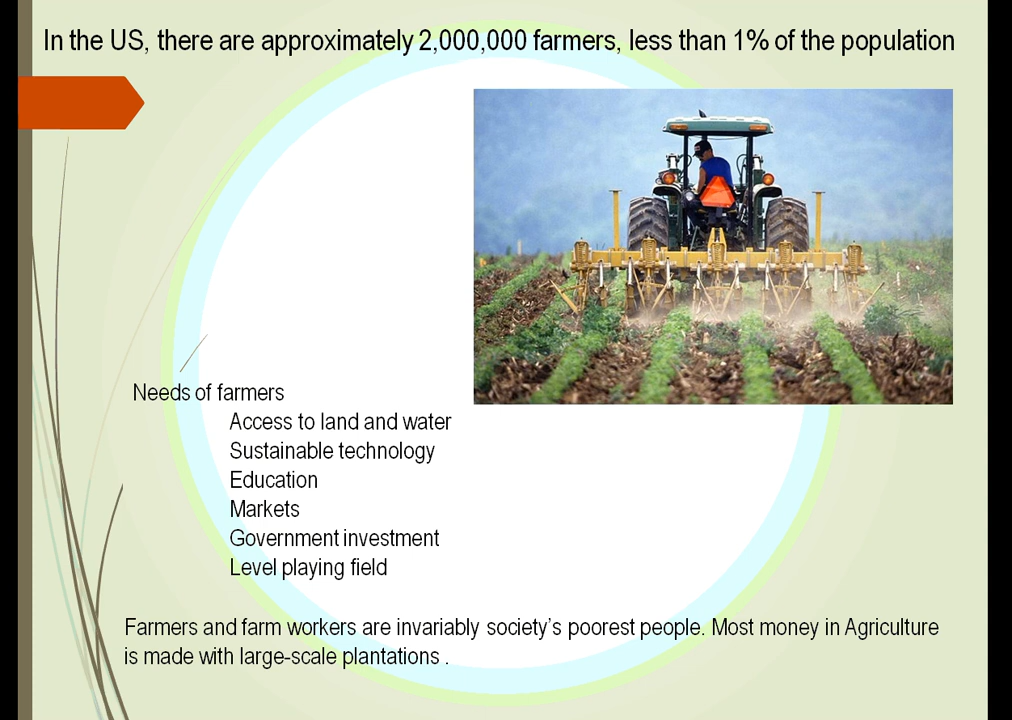 In the US, there are approximately 2,000,000 farmers, less than 1% of the population
Needs of farmers
Access to land and water
Sustainable technology
Education
Markets
Government investment
Level playing field
Farmers and farm workers are invariably society’s poorest people. Most money in Agriculture
is made with large-scale plantations .